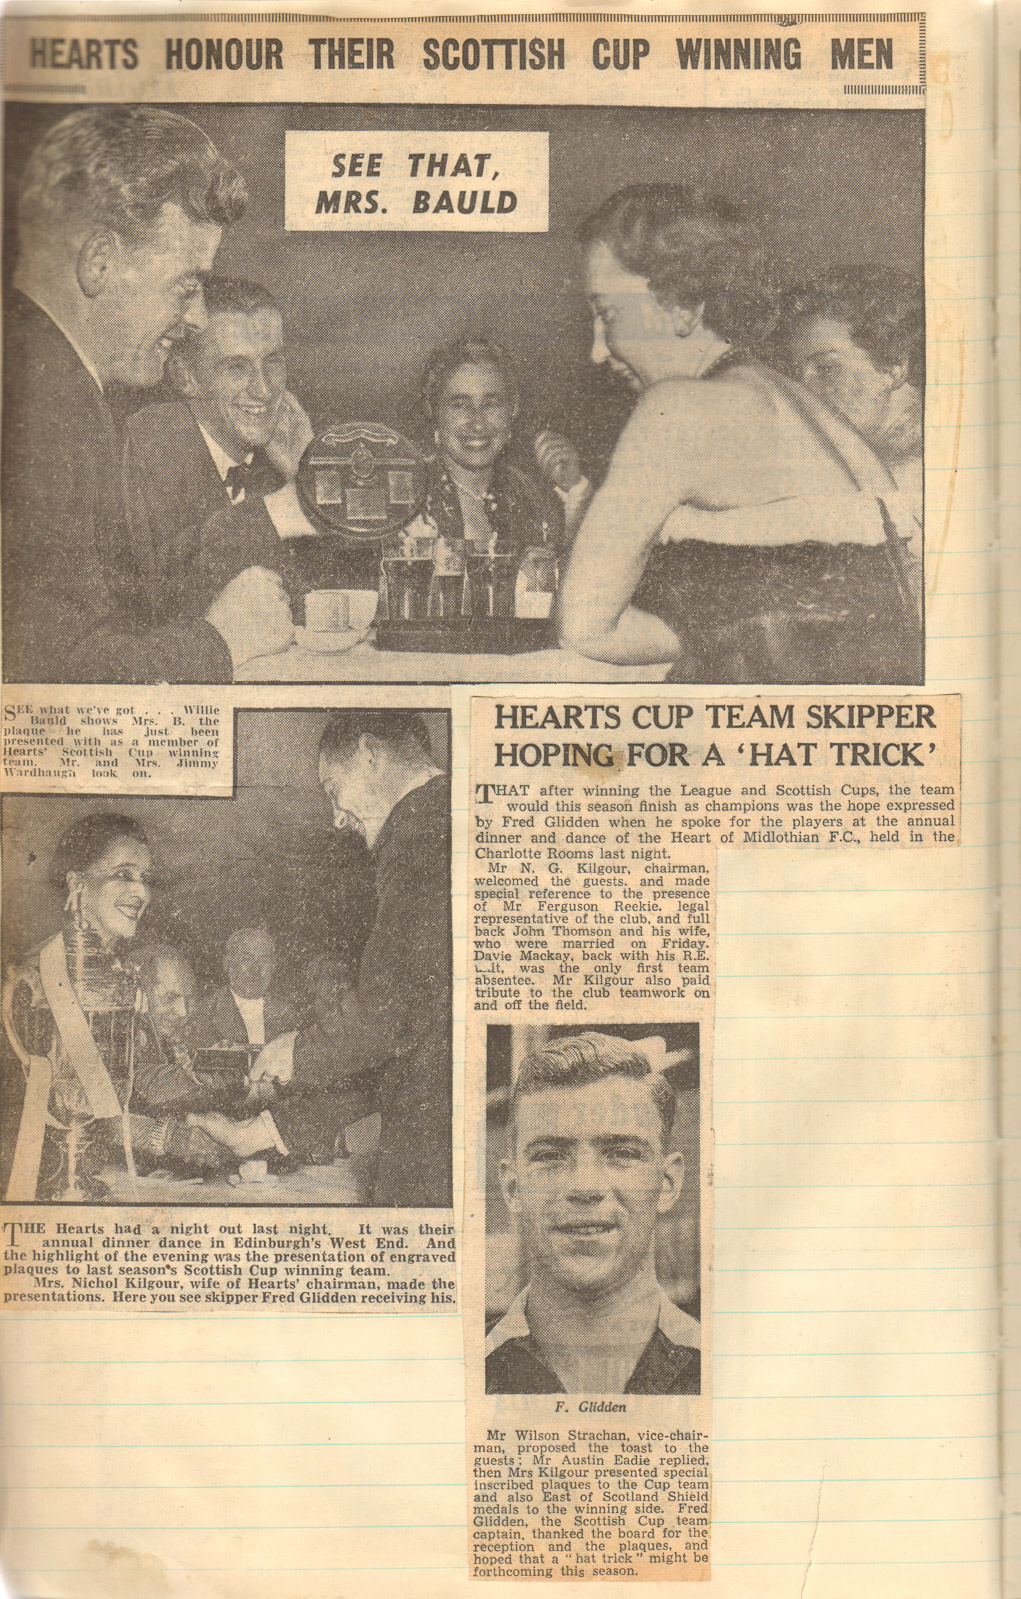 HEARTS HONOUR THEIR SCOTTISH CUP WINNING MEN
SEE THAT,
MRS. BAULD
SEE what we've got . . . Willie
Bauld shows Mrs. B. the
plaque he has just been
presented with as a member of
Hearts' Scottish Cup winning
team. Mr. and Mrs. Jimmy
Wardhaugh look on.
THE Hearts had a night out last night. It was their
annual dinner dance in Edinburgh's West End. And
the highlight of the evening was the presentation of engraved
plaques to last season's Scottish Cup winning team.
Mrs. Nichol Kilgour, wife of Hearts' chairman, made the
presentations. Here you see skipper Fred Glidden receiving his.
HEARTS CUP TEAM SKIPPER
HOPING FOR A 'HAT TRICK'
THAT after winning the League and Scottish Cups, the team
would this season finish as champions was the hope expressed
by Fred Glidden when he spoke for the players at the annual
dinner and dance of the Heart of Midlothian F.C., held in the
Charlotte Rooms last night.
Mr N. G. Kilgour, chairman,
welcomed the guests. and made
special reference to the presence
of Mr Ferguson Reekie. legal
representative of the club, and full
back John Thomson and his wife,
who were married on Friday.
Davie Mackay, back with his R.E.
was the only first team
absentee. Mr Kilgour also paid
tribute to the club teamwork on
and off the field.
F. Glidden
Mr Wilson Strachan, vice-chair-
man, proposed the toast to the
guests; Mr Austin Eadie replied,
then Mrs Kilgour presented special
inscribed plaques to the Cup team
and also East of Scotland Shield
medals to the winning side. Fred
Glidden, the Scottish Cup team
captain, thanked the board for the
reception and the plaques, and
hoped that a "hat trick" might be
forthcoming this season.